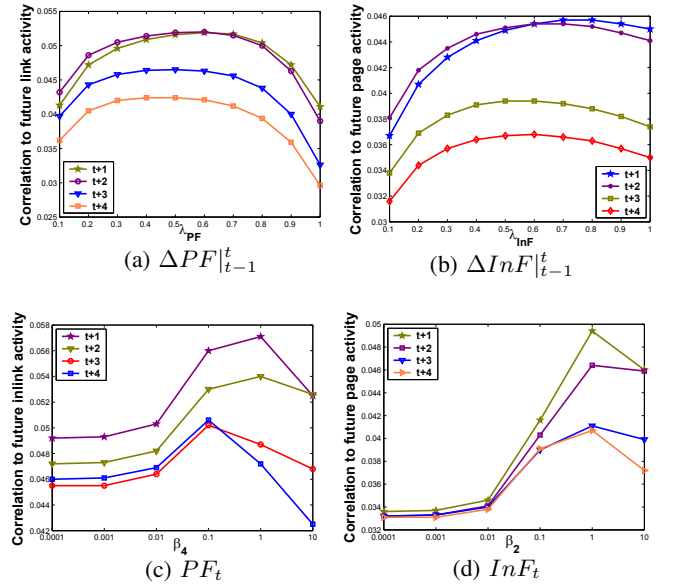 Correlation to future link activity
0.055
0.05
0.045
0.04
0.035
0.03
0.025
t+1
t+2
t+3
t+4
0.1 0.2 0.3 0.4 0.5 0.6 0.7 0.8 0.9 1
λPF
(a) ΔPF|ᵗₜ₋₁
Correlation to future page activity
0.046
0.044
0.042
0.04
0.038
0.036
0.034
0.032
0.03
t+1
t+2
t+3
t+4
0.1 0.2 0.3 0.4 0.5 0.6 0.7 0.8 0.9 1
λInF
(b) ΔInF|ᵗₜ₋₁
Correlation to future inlink activity
0.058
0.056
0.054
0.052
0.05
0.048
0.046
0.044
0.042
t+1
t+2
t+3
t+4
0.0001 0.001 0.01 0.1 1 10
β₄
(c) PFₜ
Correlation to future page activity
0.05
0.048
0.046
0.044
0.042
0.04
0.038
0.036
0.034
0.032
t+1
t+2
t+3
t+4
0.0001 0.001 0.01 0.1 1 10
β₂
(d) InFₜ